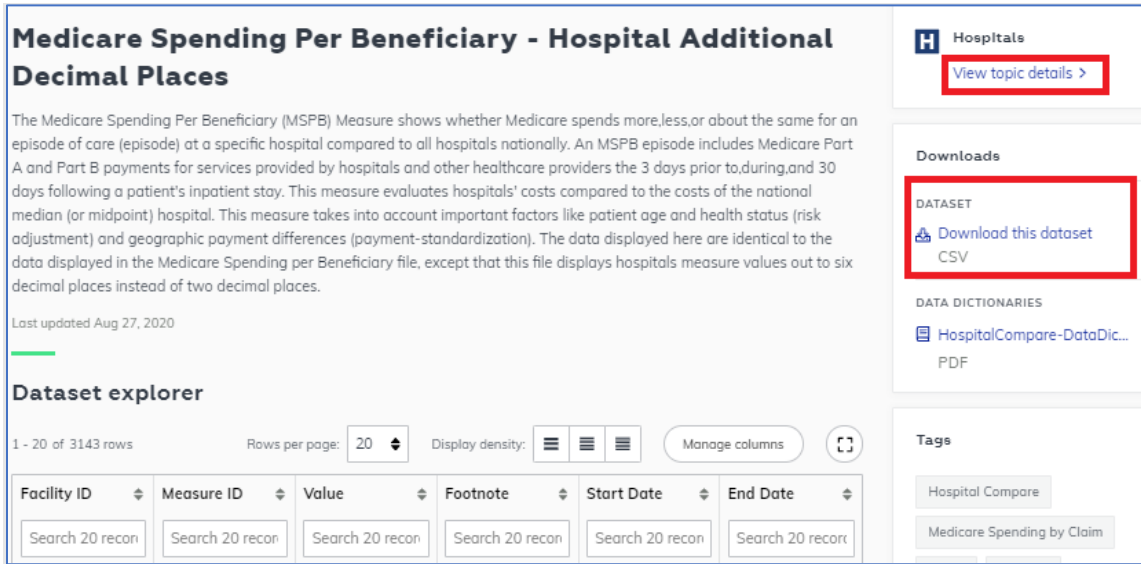 Medicare Spending Per Beneficiary - Hospital Additional
Decimal Places
The Medicare Spending Per Beneficiary (MSPB) Measure shows whether Medicare spends more,less,or about the same for an
episode of care (episode) at a specific hospital compared to all hospitals nationally. An MSPB episode includes Medicare Part
A and Part B payments for services provided by hospitals and other healthcare providers the 3 days prior to,during,and 30
days following a patient's inpatient stay. This measure evaluates hospitals' costs compared to the costs of the national
median (or midpoint) hospital. This measure takes into account important factors like patient age and health status (risk
adjustment) and geographic payment differences (payment-standardization). The data displayed here are identical to the
data displayed in the Medicare Spending per Beneficiary file, except that this file displays hospitals measure values out to six
decimal places instead of two decimal places.
Last updated Aug 27, 2020
Dataset explorer
1 - 20 of 3143 rows Rows per page: 20 Display density: Manage columns
Facility ID Measure ID Value Footnote Start Date End Date
Search 20 recor Search 20 recor Search 20 recor Search 20 recor Search 20 recor Search 20 recor
H Hospitals
View topic details >
Downloads
DATASET
Download this dataset
CSV
DATA DICTIONARIES
HospitalCompare-DataDic...
PDF
Tags
Hospital Compare
Medicare Spending by Claim